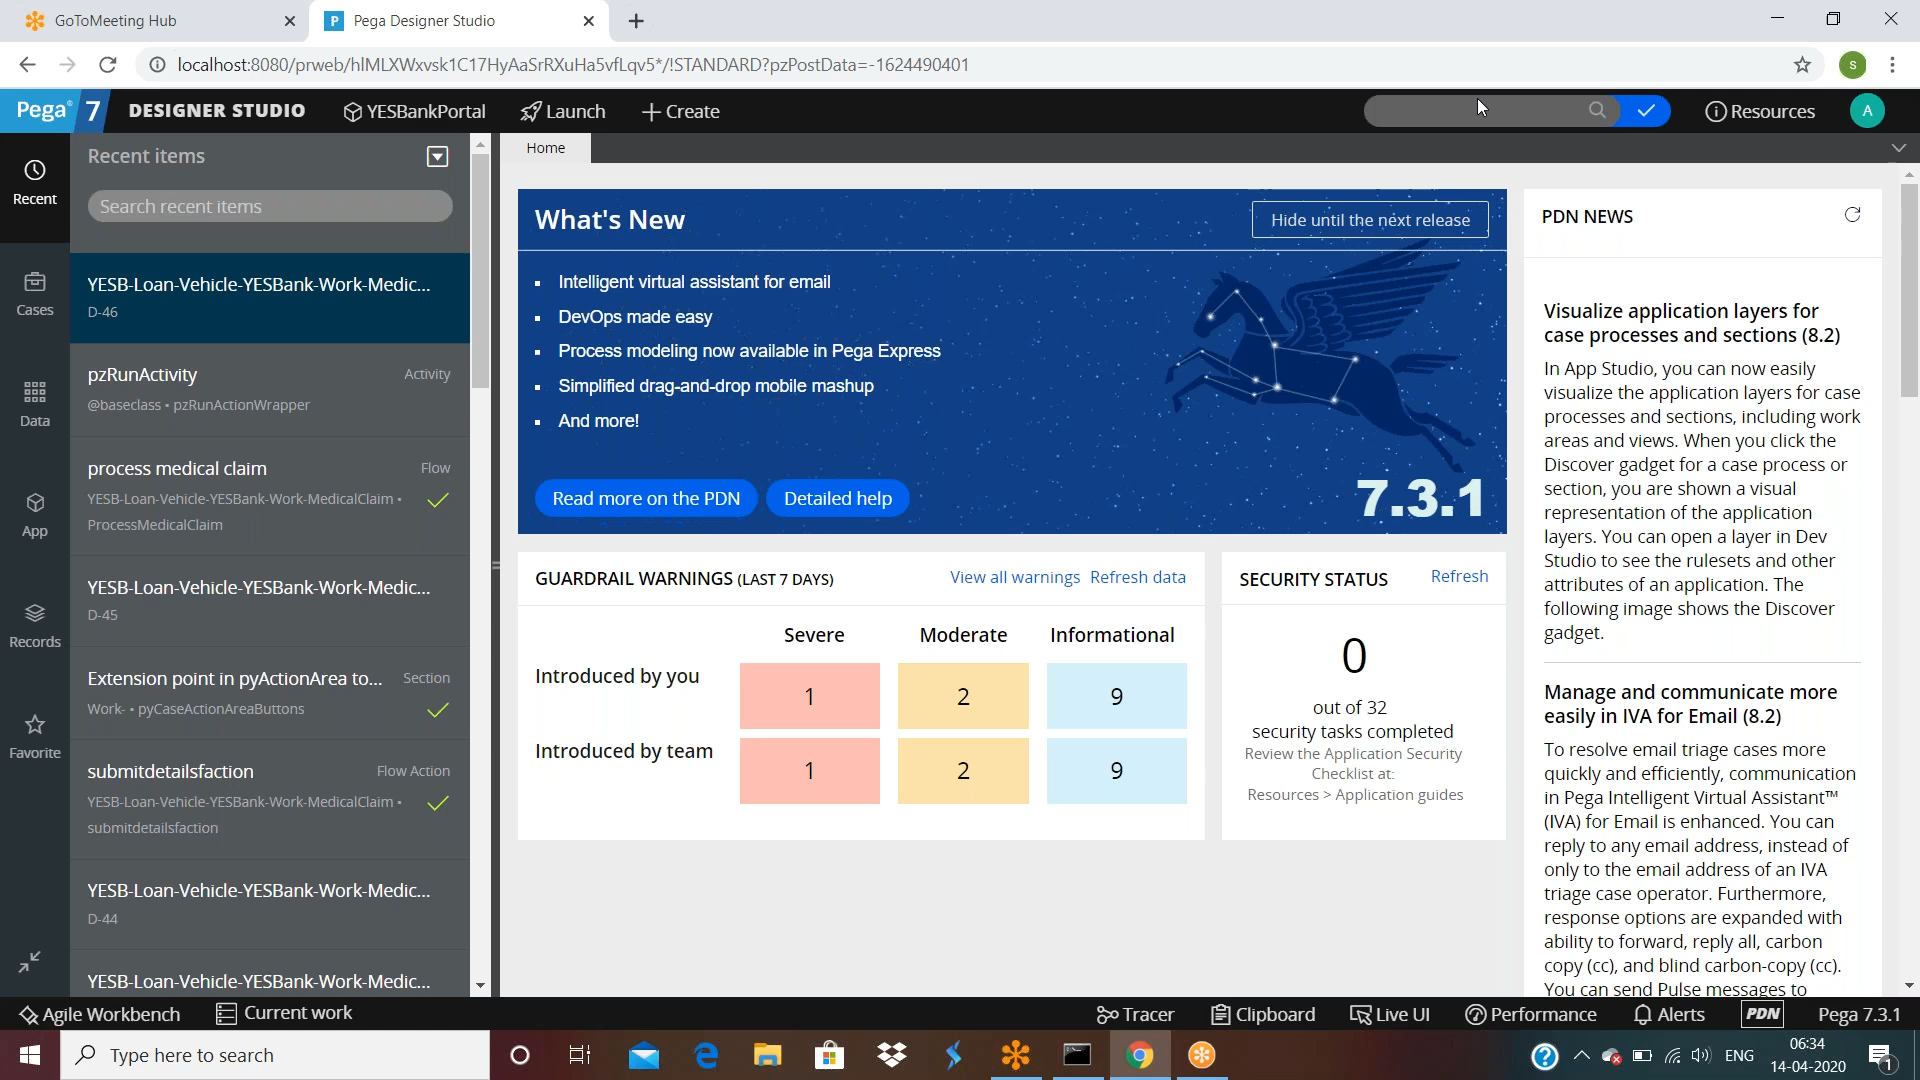 GoToMeeting Hub
Pega Designer Studio
localhost:8080/prweb/hIMLXWxvsk1C17HyAaSrRXuHa5vfLqv5*/!STANDARD?pzPostData=-1624490401
S
Pega 7 DESIGNER STUDIO YESBankPortal Launch Create
Resources A
Recent
Cases
Data
App
Records
Favorite
Recent items
Search recent items
YESB-Loan-Vehicle-YESBank-Work-Medic...
D-46
pzRunActivity Activity
@baseclass • pzRunActionWrapper
process medical claim Flow
YESB-Loan-Vehicle-YESBank-Work-MedicalClaim •
ProcessMedicalClaim
YESB-Loan-Vehicle-YESBank-Work-Medic...
D-45
Extension point in pyActionArea to... Section
Work- • pyCaseActionAreaButtons
submitdetailsfaction Flow Action
YESB-Loan-Vehicle-YESBank-Work-MedicalClaim •
submitdetailsfaction
YESB-Loan-Vehicle-YESBank-Work-Medic...
D-44
YESB-Loan-Vehicle-YESBank-Work-Medic...
Home
What's New
Hide until the next release
Intelligent virtual assistant for email
DevOps made easy
Process modeling now available in Pega Express
Simplified drag-and-drop mobile mashup
And more!
Read more on the PDN
Detailed help
7.3.1
GUARDRAIL WARNINGS (LAST 7 DAYS)
View all warnings Refresh data
Severe Moderate Informational
Introduced by you 1 2 9
Introduced by team 1 2 9
SECURITY STATUS Refresh
0
out of 32
security tasks completed
Review the Application Security
Checklist at:
Resources > Application guides
PDN NEWS
Visualize application layers for
case processes and sections (8.2)
In App Studio, you can now easily
visualize the application layers for case
processes and sections, including work
areas and views. When you click the
Discover gadget for a case process or
section, you are shown a visual
representation of the application
layers. You can open a layer in Dev
Studio to see the rulesets and other
attributes of an application. The
following image shows the Discover
gadget.
Manage and communicate more
easily in IVA for Email (8.2)
To resolve email triage cases more
quickly and efficiently, communication
in Pega Intelligent Virtual Assistant™
(IVA) for Email is enhanced. You can
reply to any email address, instead of
only to the email address of an IVA
triage case operator. Furthermore,
response options are expanded with
ability to forward, reply all, carbon
copy (cc), and blind carbon-copy (cc).
You can send Pulse messages to
Agile Workbench Current work
Tracer Clipboard Live UI Performance Alerts PDN Pega 7.3.1
Type here to search
ENG
06:34
14-04-2020
1